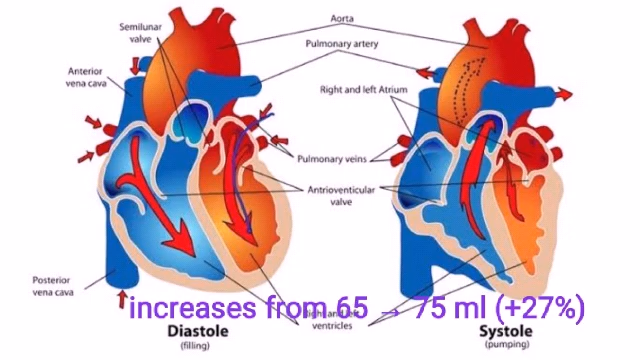 Semilunar
valve
Aorta
Pulmonary artery
Anterior
vena cava
Right and left Atrium
Pulmonary veins
Antrioventicular
valve
Posterior
vena cava
increases from 65 → 75 ml (+27%)
ventricles
Diastole
(filling)
Systole
(pumping)